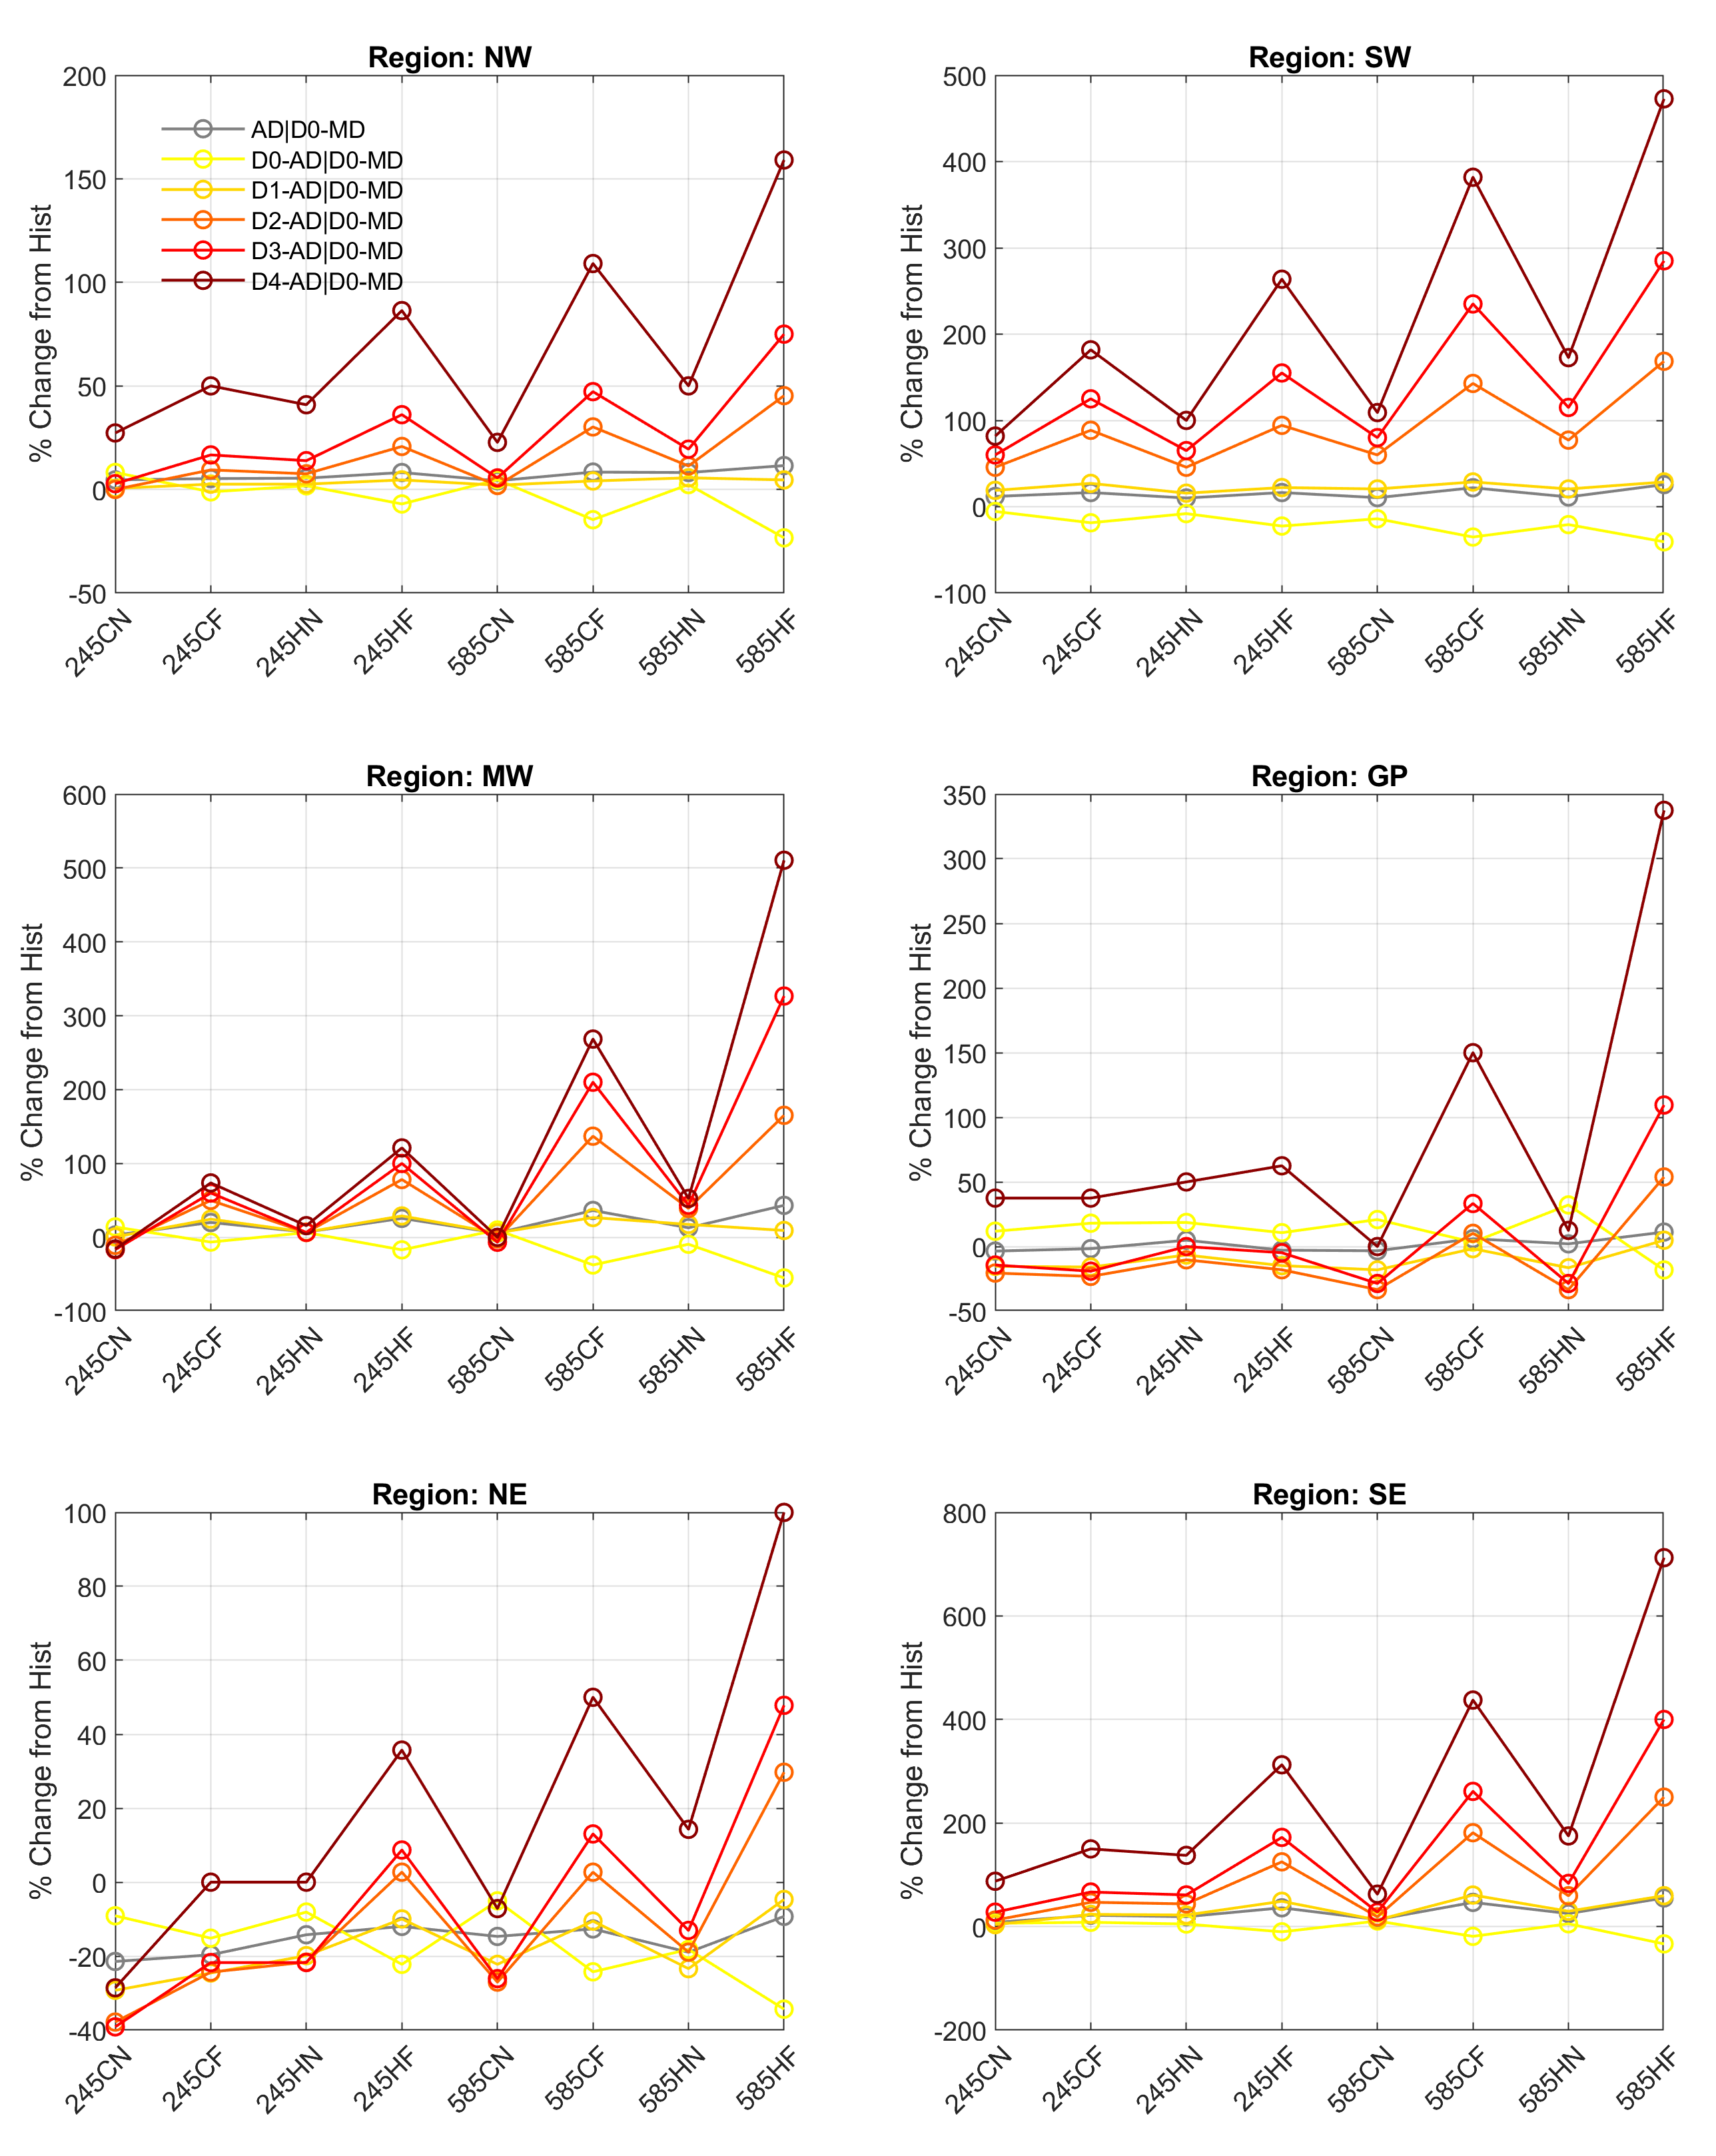 Region: NW
% Change from Hist
200
150
100
50
0
-50
AD|D0-MD
D0-AD|D0-MD
D1-AD|D0-MD
D2-AD|D0-MD
D3-AD|D0-MD
D4-AD|D0-MD
245CN 245CF 245HN 245HF 585CN 585CF 585HN 585HF
Region: SW
% Change from Hist
500
400
300
200
100
0
-100
245CN 245CF 245HN 245HF 585CN 585CF 585HN 585HF
Region: MW
% Change from Hist
600
500
400
300
200
100
0
-100
245CN 245CF 245HN 245HF 585CN 585CF 585HN 585HF
Region: GP
% Change from Hist
350
300
250
200
150
100
50
0
-50
245CN 245CF 245HN 245HF 585CN 585CF 585HN 585HF
Region: NE
% Change from Hist
100
80
60
40
20
0
-20
-40
245CN 245CF 245HN 245HF 585CN 585CF 585HN 585HF
Region: SE
% Change from Hist
800
600
400
200
0
-200
245CN 245CF 245HN 245HF 585CN 585CF 585HN 585HF